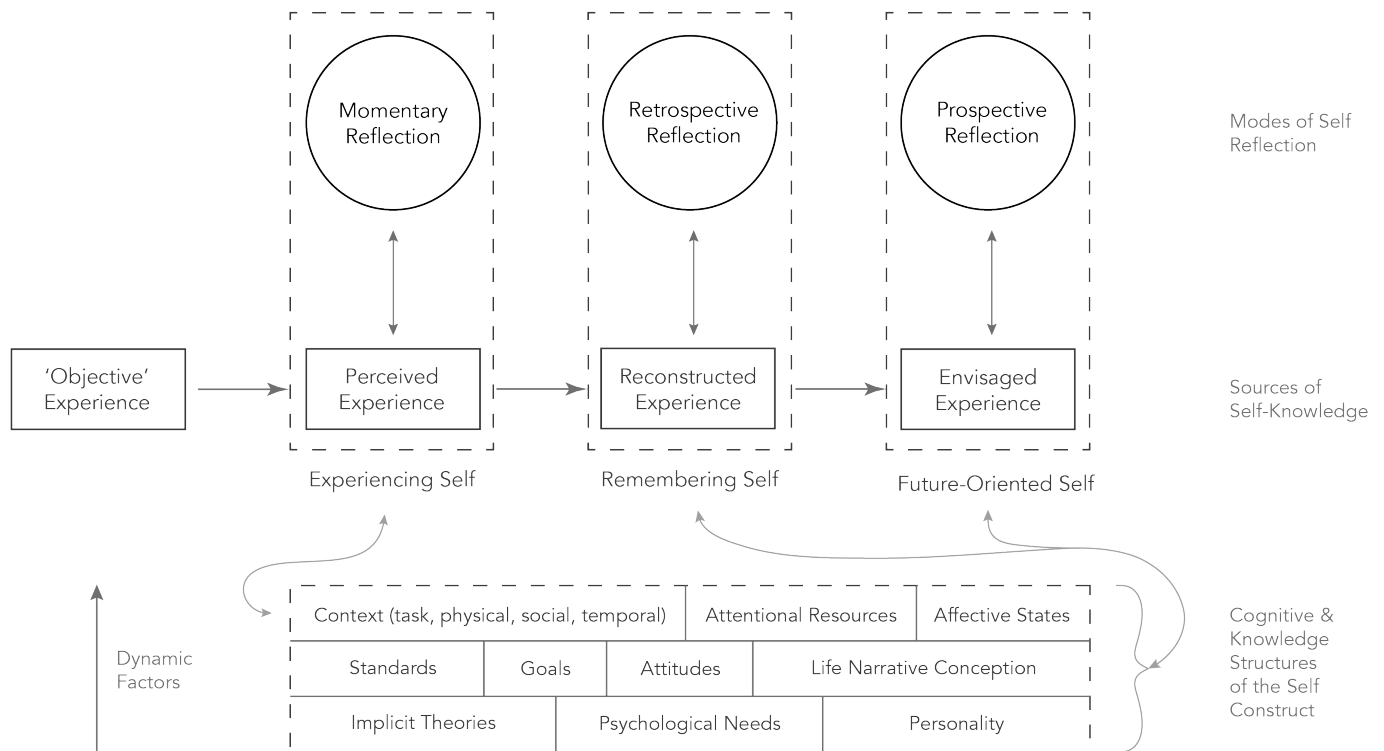 Momentary
Reflection
Retrospective
Reflection
Prospective
Reflection
Modes of Self
Reflection
'Objective'
Experience
Perceived
Experience
Reconstructed
Experience
Envisaged
Experience
Sources of
Self-Knowledge
Experiencing Self
Remembering Self
Future-Oriented Self
Dynamic
Factors
Context (task, physical, social, temporal)
Attentional Resources
Affective States
Standards
Goals
Attitudes
Life Narrative Conception
Implicit Theories
Psychological Needs
Personality
Cognitive &
Knowledge
Structures
of the Self
Construct